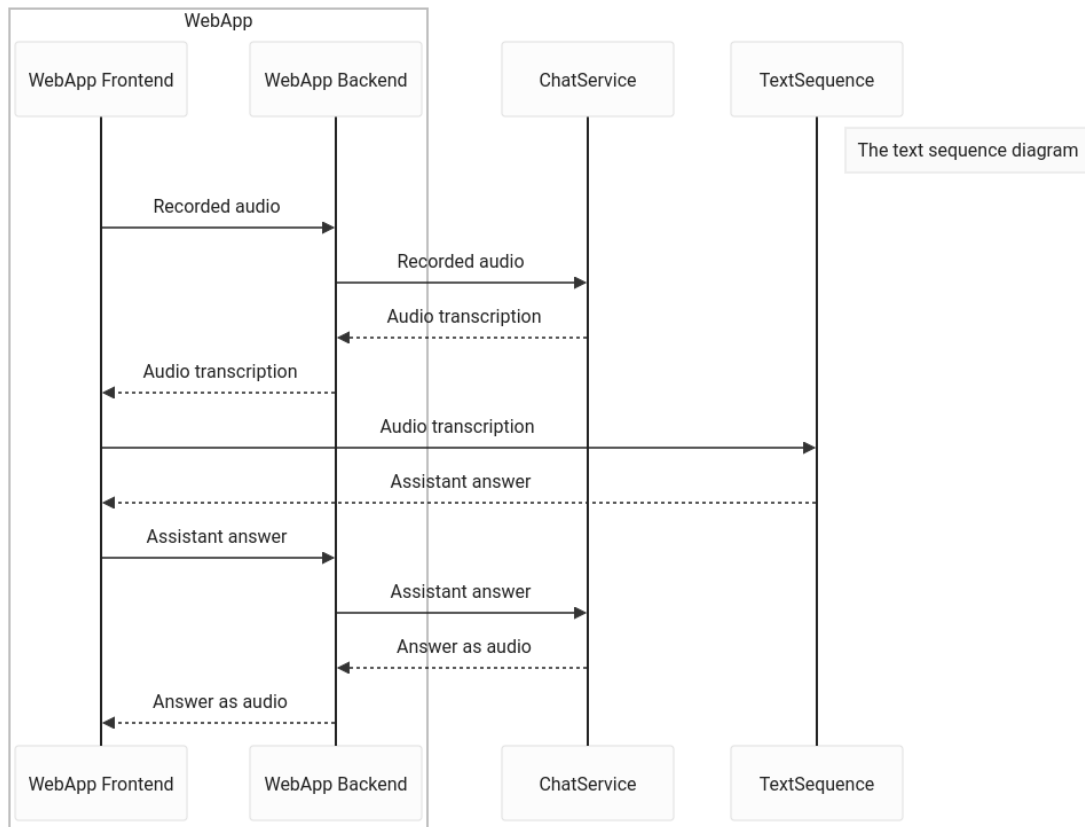 WebApp
WebApp Frontend
WebApp Backend
ChatService
TextSequence
The text sequence diagram
Recorded audio
Recorded audio
Audio transcription
Audio transcription
Audio transcription
Assistant answer
Assistant answer
Assistant answer
Answer as audio
Answer as audio
WebApp Frontend
WebApp Backend
ChatService
TextSequence